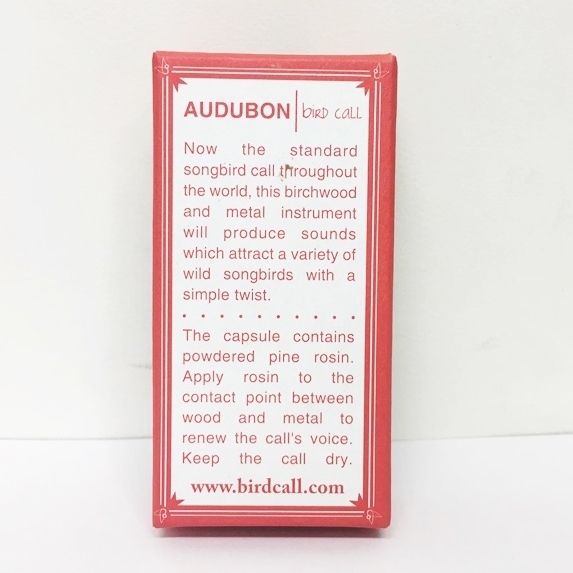 AUDUBON | bird call
Now the standard
songbird call throughout
the world, this birchwood
and metal instrument
will produce sounds
which attract a variety of
wild songbirds with a
simple twist.
The capsule contains
powdered pine rosin.
Apply rosin to the
contact point between
wood and metal to
renew the call's voice.
Keep the call dry.
www.birdcall.com